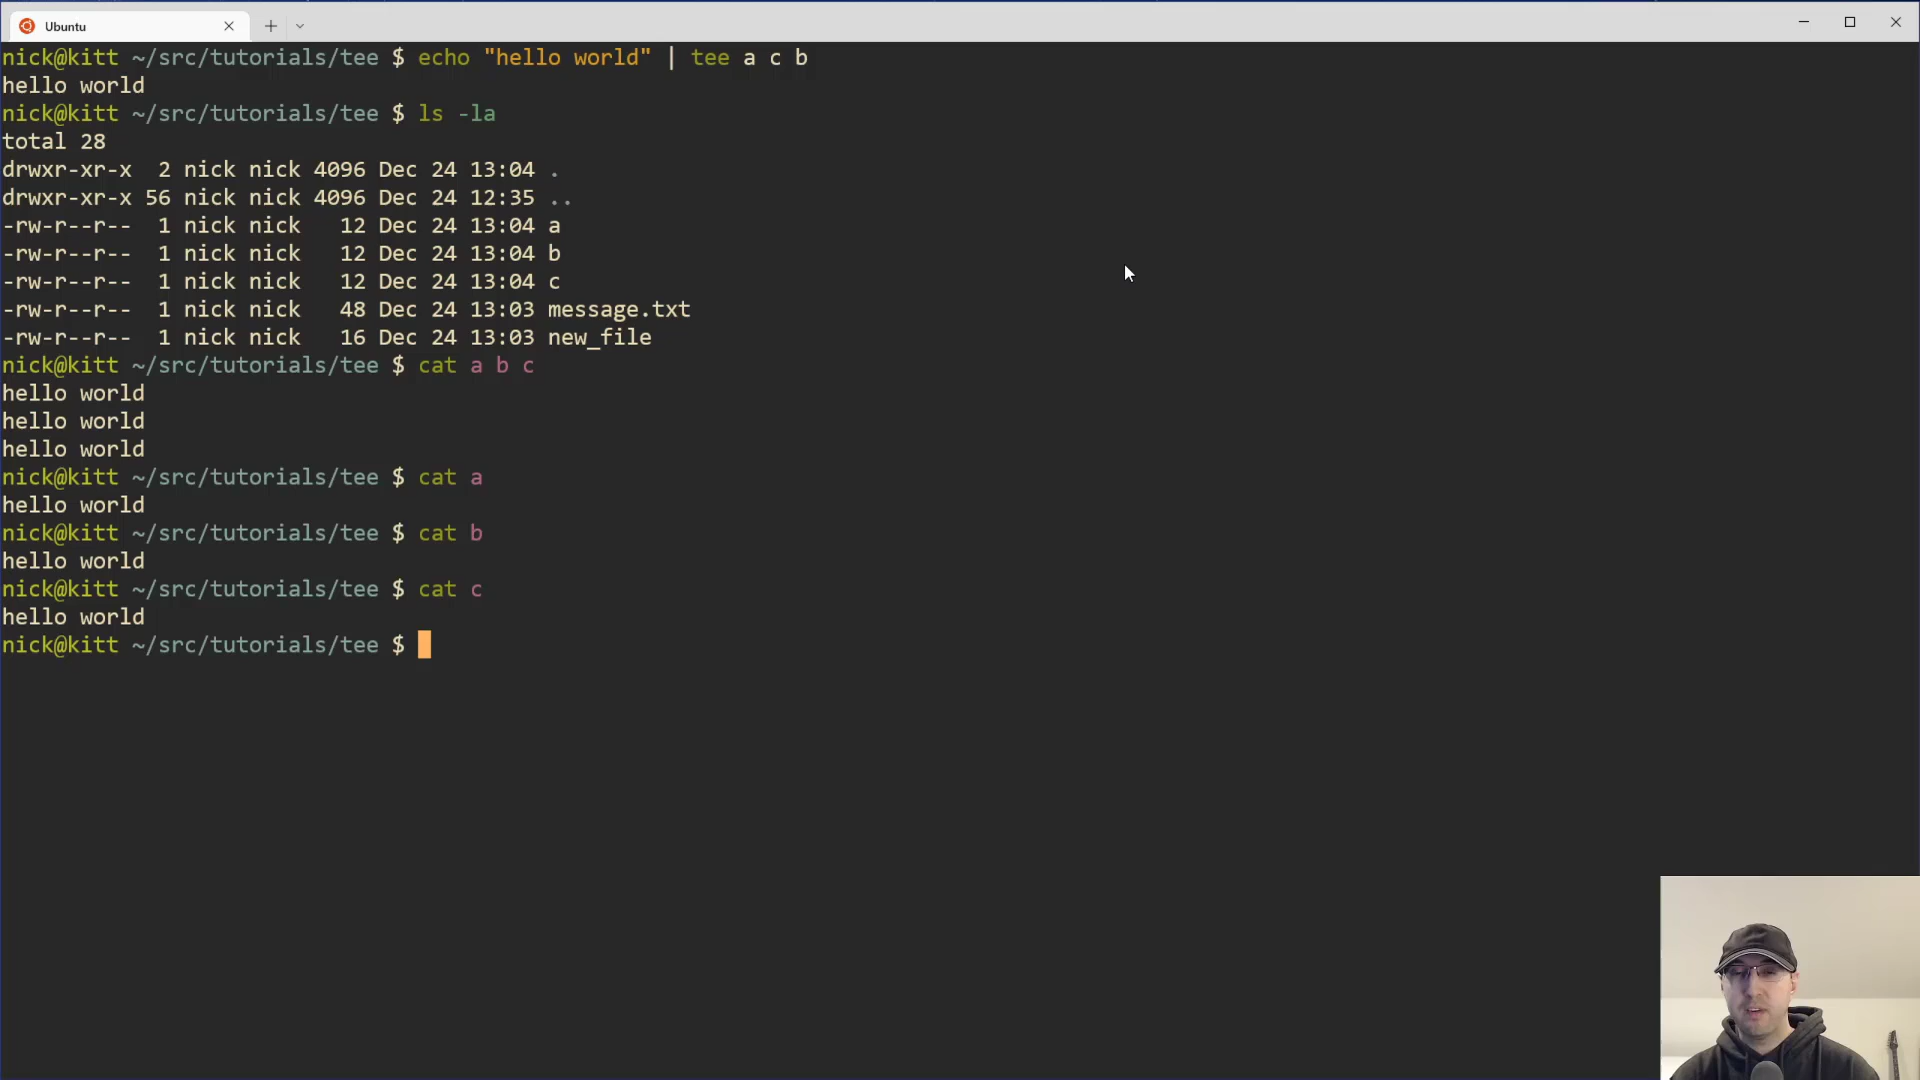 Ubuntu
nick@kitt ~/src/tutorials/tee $ echo "hello world" | tee a c b
hello world
nick@kitt ~/src/tutorials/tee $ ls -la
total 28
drwxr-xr-x  2 nick nick 4096 Dec 24 13:04 .
drwxr-xr-x 56 nick nick 4096 Dec 24 12:35 ..
-rw-r--r--  1 nick nick   12 Dec 24 13:04 a
-rw-r--r--  1 nick nick   12 Dec 24 13:04 b
-rw-r--r--  1 nick nick   12 Dec 24 13:04 c
-rw-r--r--  1 nick nick   48 Dec 24 13:03 message.txt
-rw-r--r--  1 nick nick   16 Dec 24 13:03 new_file
nick@kitt ~/src/tutorials/tee $ cat a b c
hello world
hello world
hello world
nick@kitt ~/src/tutorials/tee $ cat a
hello world
nick@kitt ~/src/tutorials/tee $ cat b
hello world
nick@kitt ~/src/tutorials/tee $ cat c
hello world
nick@kitt ~/src/tutorials/tee $